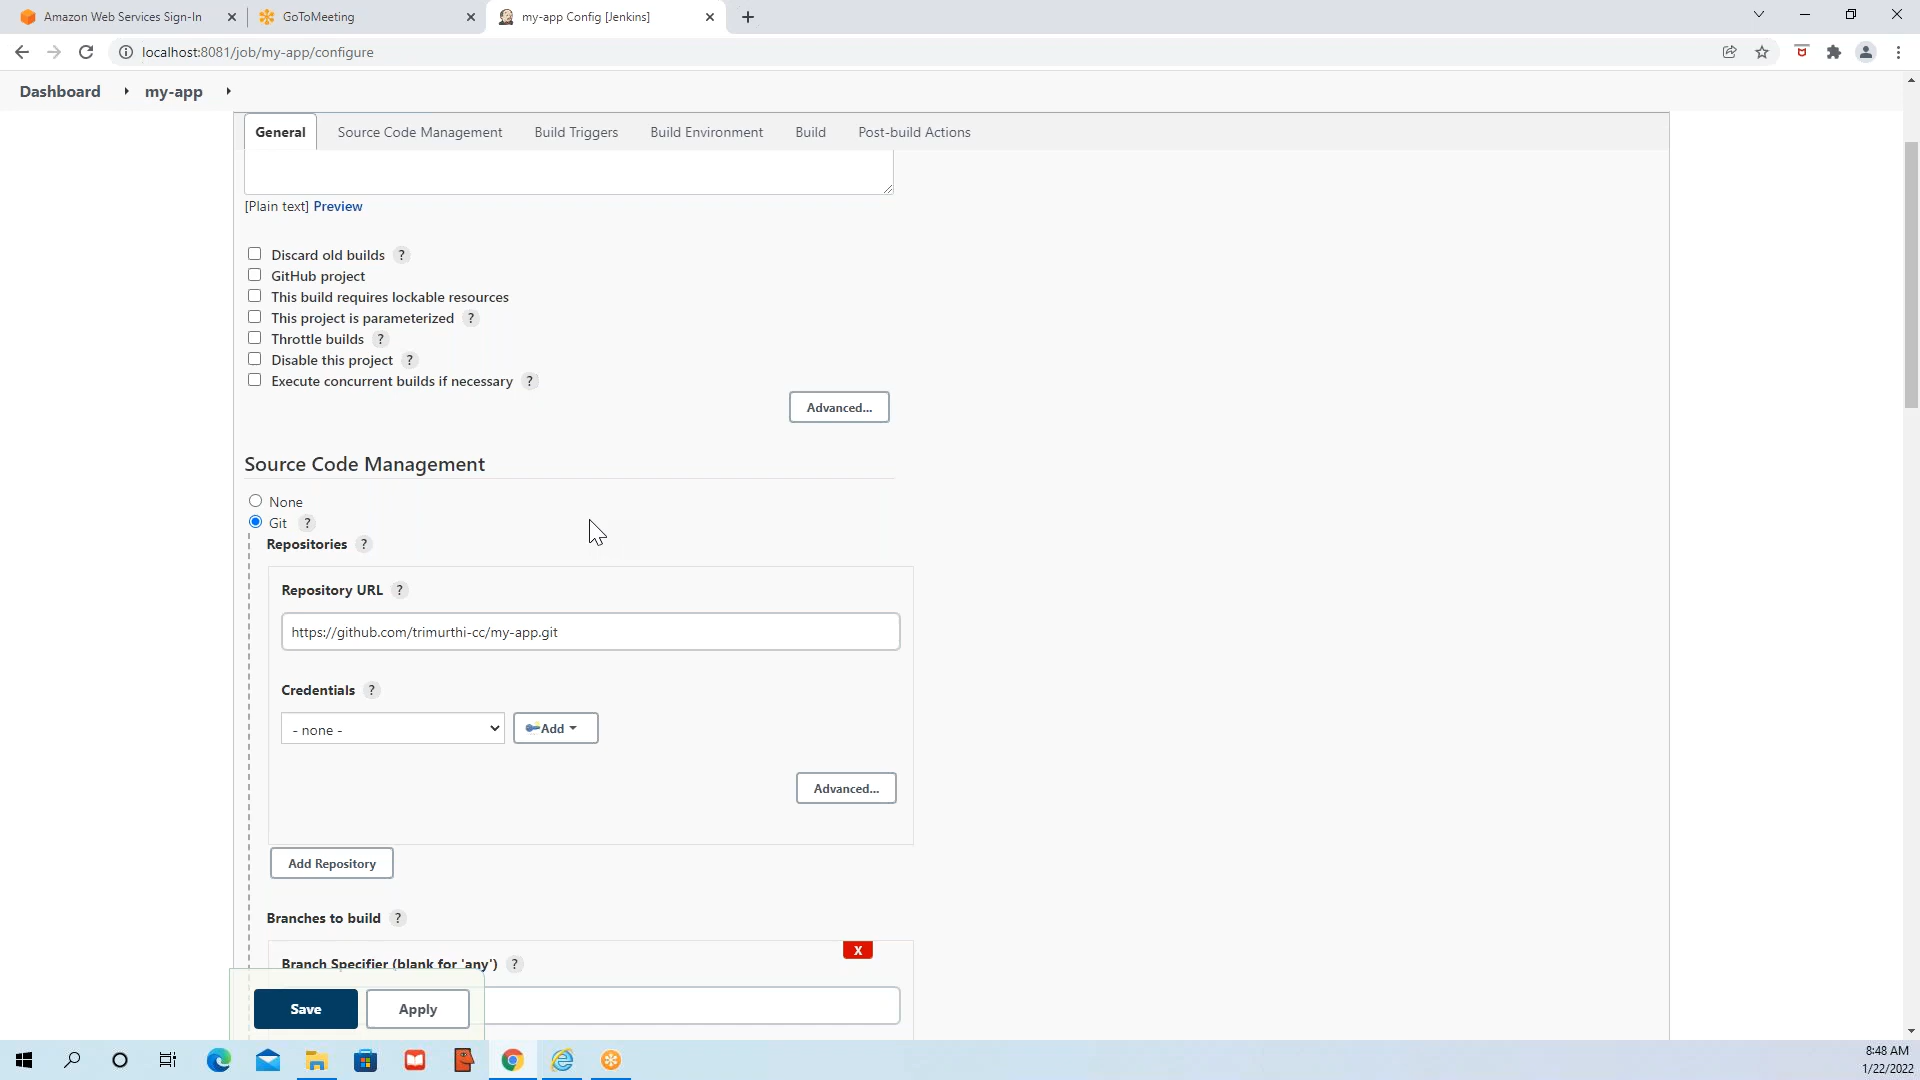 Amazon Web Services Sign-In
GoToMeeting
my-app Config [Jenkins]
localhost:8081/job/my-app/configure
Dashboard
my-app
General
Source Code Management
Build Triggers
Build Environment
Build
Post-build Actions
[Plain text] Preview
Discard old builds ?
GitHub project
This build requires lockable resources
This project is parameterized ?
Throttle builds ?
Disable this project ?
Execute concurrent builds if necessary ?
Advanced...
Source Code Management
None
Git ?
Repositories ?
Repository URL ?
https://github.com/trimurthi-cc/my-app.git
Credentials ?
- none -
Add
Advanced...
Add Repository
Branches to build ?
X
Branch Specifier (blank for 'any') ?
Save
Apply
8:48 AM
1/22/2022